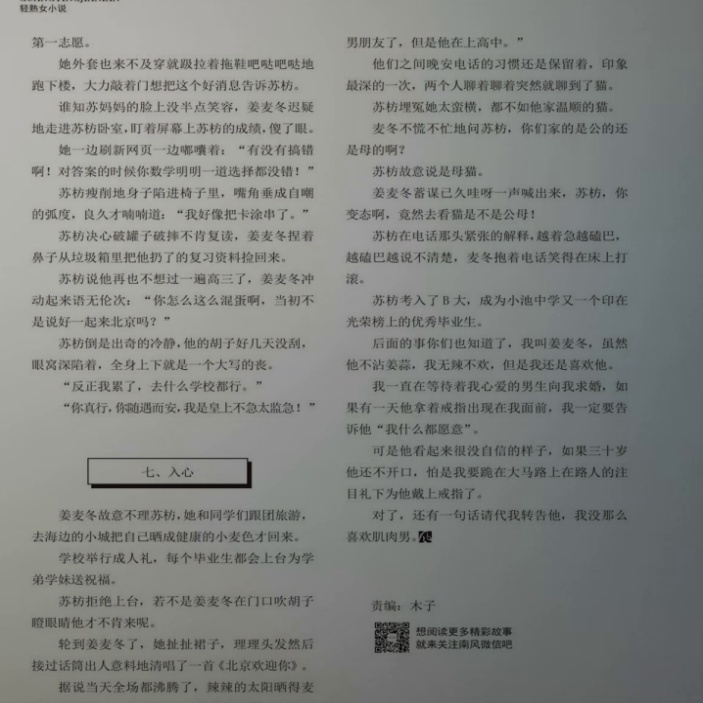 轻熟女小说
第一志愿。
她外套也来不及穿就趿拉着拖鞋吧哒吧哒地
跑下楼，大力敲着门想把这个好消息告诉苏枋。
谁知苏妈妈的脸上没半点笑容，姜麦冬迟疑
地走进苏枋卧室，盯着屏幕上苏枋的成绩，傻了眼。
她一边刷新网页一边嘟囔着：“有没有搞错
啊！对答案的时候你数学明明一道选择都没错！”
苏枋瘦削地身子陷进椅子里，嘴角垂成自嘲
的弧度，良久才喃喃道：“我好像把卡涂串了。”
苏枋决心破罐子破摔不肯复读，姜麦冬捏着
鼻子从垃圾箱里把他扔了的复习资料捡回来。
苏枋说他再也不想过一遍高三了，姜麦冬冲
动起来语无伦次：“你怎么这么混蛋啊，当初不
是说好一起来北京吗？”
苏枋倒是出奇的冷静，他的胡子好几天没刮，
眼窝深陷着，全身上下就是一个大写的丧。
“反正我累了，去什么学校都行。”
“你真行，你随遇而安，我是皇上不急太监急！”
七、入心
姜麦冬故意不理苏枋，她和同学们跟团旅游，
去海边的小城把自己晒成健康的小麦色才回来。
学校举行成人礼，每个毕业生都会上台为学
弟学妹送祝福。
苏枋拒绝上台，若不是姜麦冬在门口吹胡子
瞪眼睛他才不肯来呢。
轮到姜麦冬了，她扯扯裙子，理理头发然后
接过话筒出人意料地清唱了一首《北京欢迎你》。
据说当天全场都沸腾了，辣辣的太阳晒得麦
男朋友了，但是他在上高中。”
他们之间晚安电话的习惯还是保留着，印象
最深的一次，两个人聊着聊着突然就聊到了猫。
苏枋埋冤她太蛮横，都不如他家温顺的猫。
麦冬不慌不忙地问苏枋，你们家的是公的还
是母的啊？
苏枋故意说是母猫。
姜麦冬蓄谋已久哇呀一声喊出来，苏枋，你
变态啊，竟然去看猫是不是公母！
苏枋在电话那头紧张的解释，越着急越磕巴，
越磕巴越说不清楚，麦冬抱着电话笑得在床上打
滚。
苏枋考入了 B 大，成为小池中学又一个印在
光荣榜上的优秀毕业生。
后面的事你们也知道了，我叫姜麦冬，虽然
他不沾姜蒜，我无辣不欢，但是我还是喜欢他。
我一直在等待着我心爱的男生向我求婚，如
果有一天他拿着戒指出现在我面前，我一定要告
诉他“我什么都愿意”。
可是他看起来很没自信的样子，如果三十岁
他还不开口，怕是我要跪在大马路上在路人的注
目礼下为他戴上戒指了。
对了，还有一句话请代我转告他，我没那么
喜欢肌肉男。
责编：木子
想阅读更多精彩故事
就来关注南风微信吧